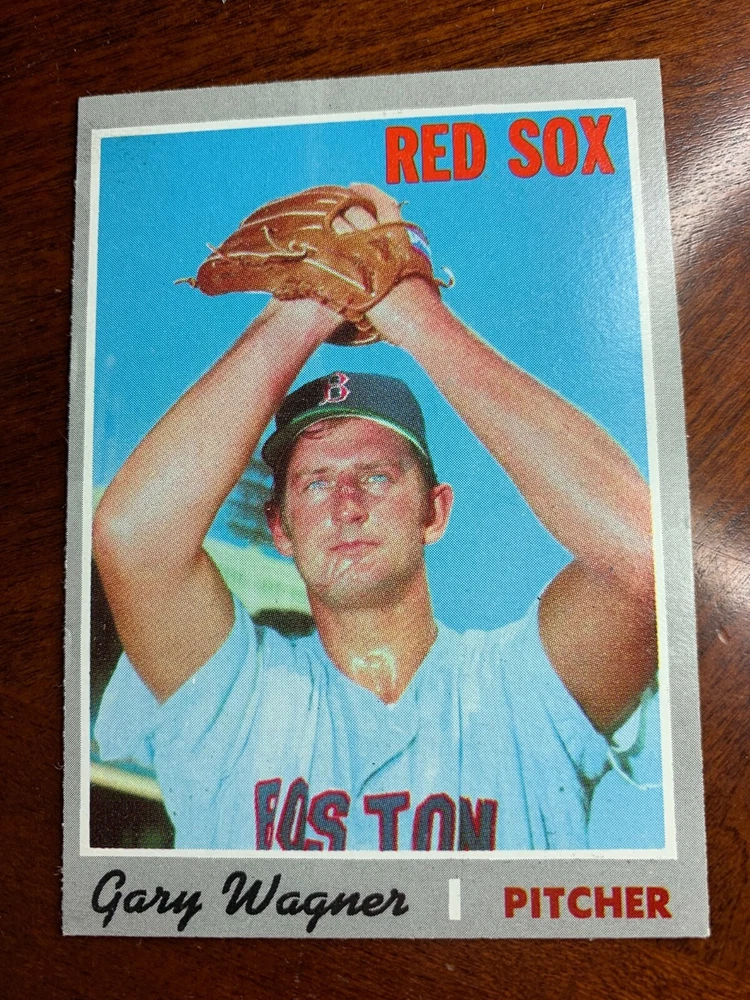 RED SOX
B
BOSTON
Gary Wagner
PITCHER